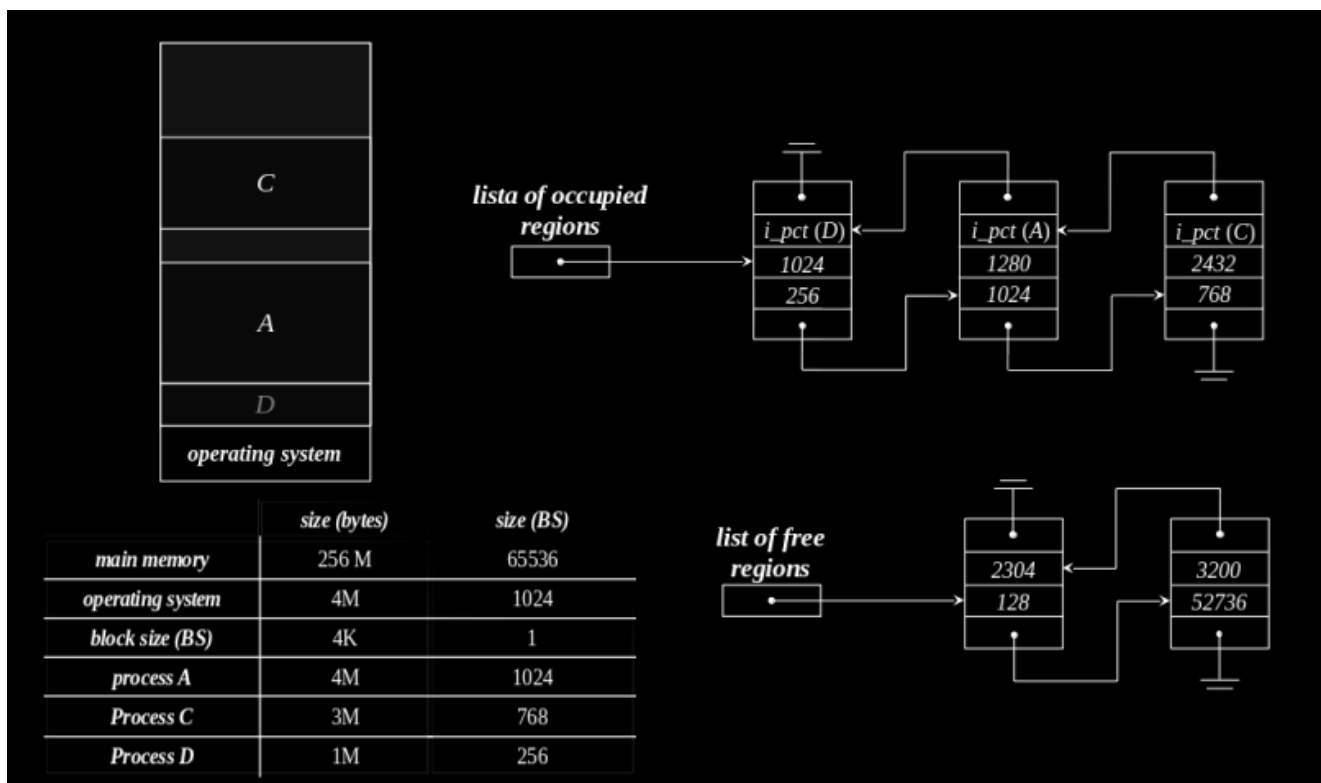 C
A
D
operating system
lista of occupied
regions
i_pct (D)
1024
256
i_pct (A)
1280
1024
i_pct (C)
2432
768
list of free
regions
2304
128
3200
52736
size (bytes) size (BS)
main memory 256 M 65536
operating system 4M 1024
block size (BS) 4K 1
process A 4M 1024
Process C 3M 768
Process D 1M 256